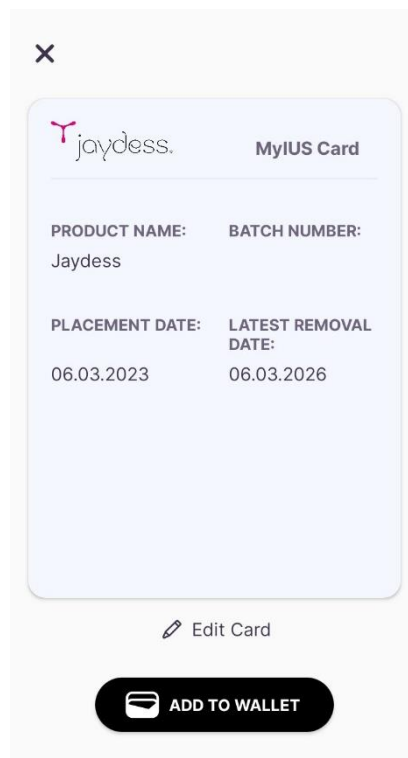 jaydess.
MyIUS Card
PRODUCT NAME:
Jaydess
BATCH NUMBER:
PLACEMENT DATE:
06.03.2023
LATEST REMOVAL
DATE:
06.03.2026
Edit Card
ADD TO WALLET